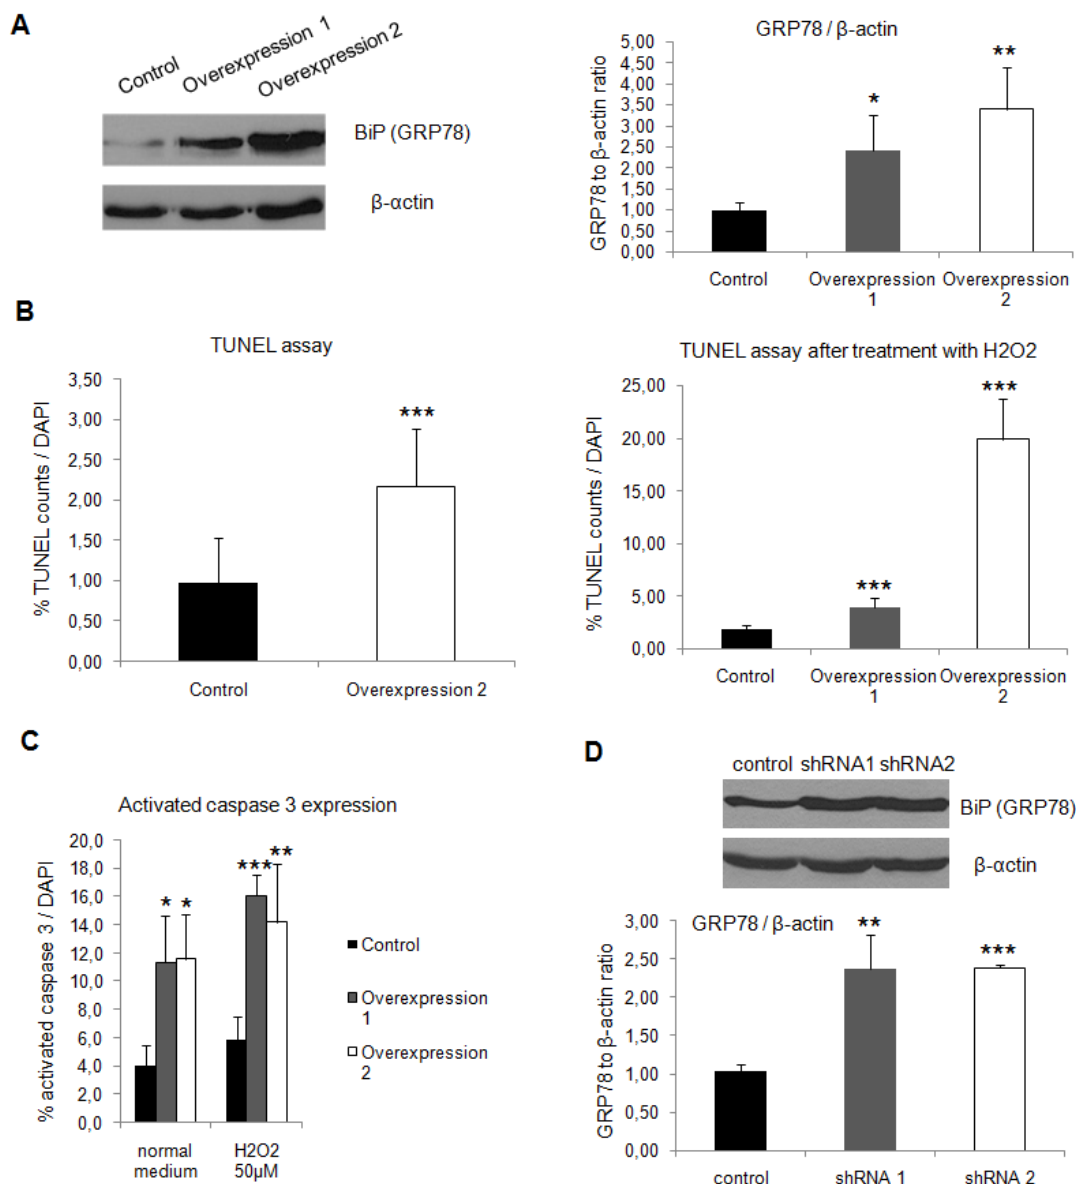 A
Control
Overexpression 1
Overexpression 2
BiP (GRP78)
β-αctin
GRP78 / β-actin
GRP78 to β-actin ratio
5,00
4,50
4,00
3,50
3,00
2,50
2,00
1,50
1,00
0,50
0,00
*
**
Control
Overexpression
1
Overexpression
2
B
TUNEL assay
% TUNEL counts / DAPI
3,50
3,00
2,50
2,00
1,50
1,00
0,50
0,00
***
Control
Overexpression 2
TUNEL assay after treatment with H2O2
% TUNEL counts / DAPI
25,00
20,00
15,00
10,00
5,00
0,00
***
***
Control
Overexpression
1
Overexpression
2
C
Activated caspase 3 expression
% activated caspase 3 / DAPI
20,0
18,0
16,0
14,0
12,0
10,0
8,0
6,0
4,0
2,0
0,0
* *
*** **
normal
medium
H2O2
50µM
Control
Overexpression
1
Overexpression
2
D
control shRNA1 shRNA2
BiP (GRP78)
β-αctin
GRP78 / β-actin
GRP78 to β-actin ratio
3,00
2,50
2,00
1,50
1,00
0,50
0,00
**
***
control
shRNA 1
shRNA 2